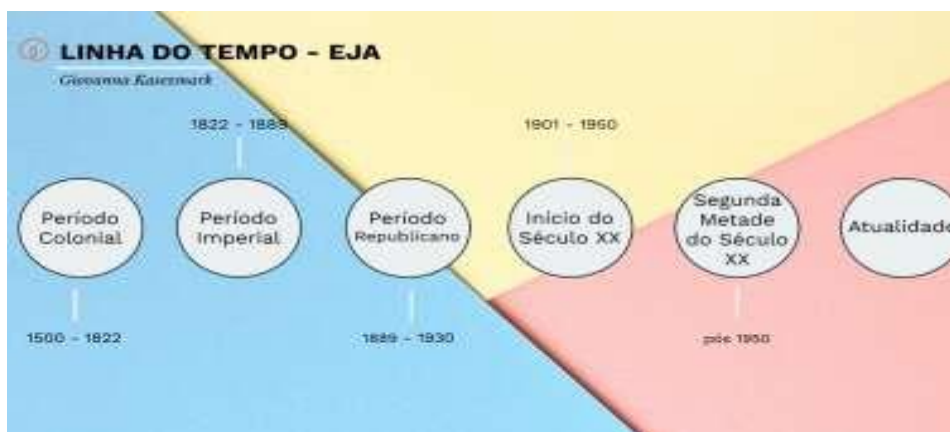 LINHA DO TEMPO - EJA
Giovanna Kasermark
1822 - 1889
1901 - 1950
Período
Colonial
Período
Imperial
Período
Republicano
Início do
Século XX
Segunda
Metade
do Século
XX
Atualidade
1500 - 1822
1889 - 1930
pós 1950